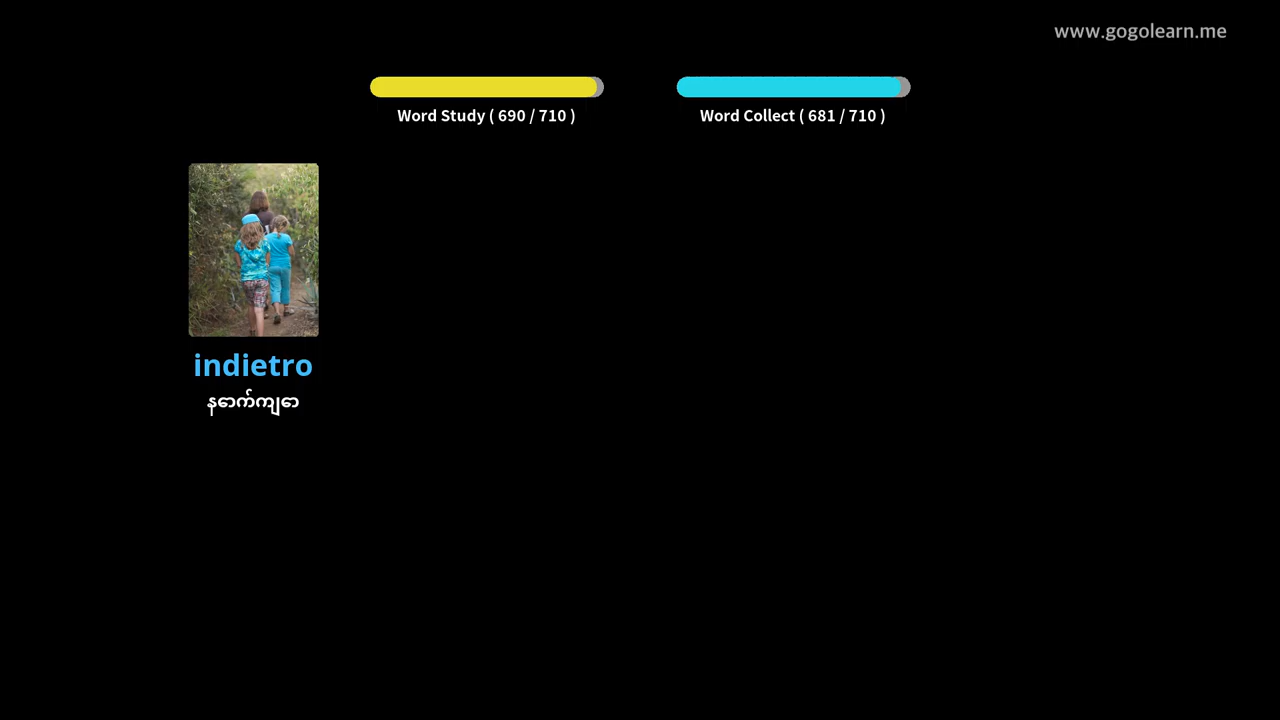 www.gogolearn.me
Word Study ( 690 / 710 )
Word Collect ( 681 / 710 )
indietro
နောက်ကျော